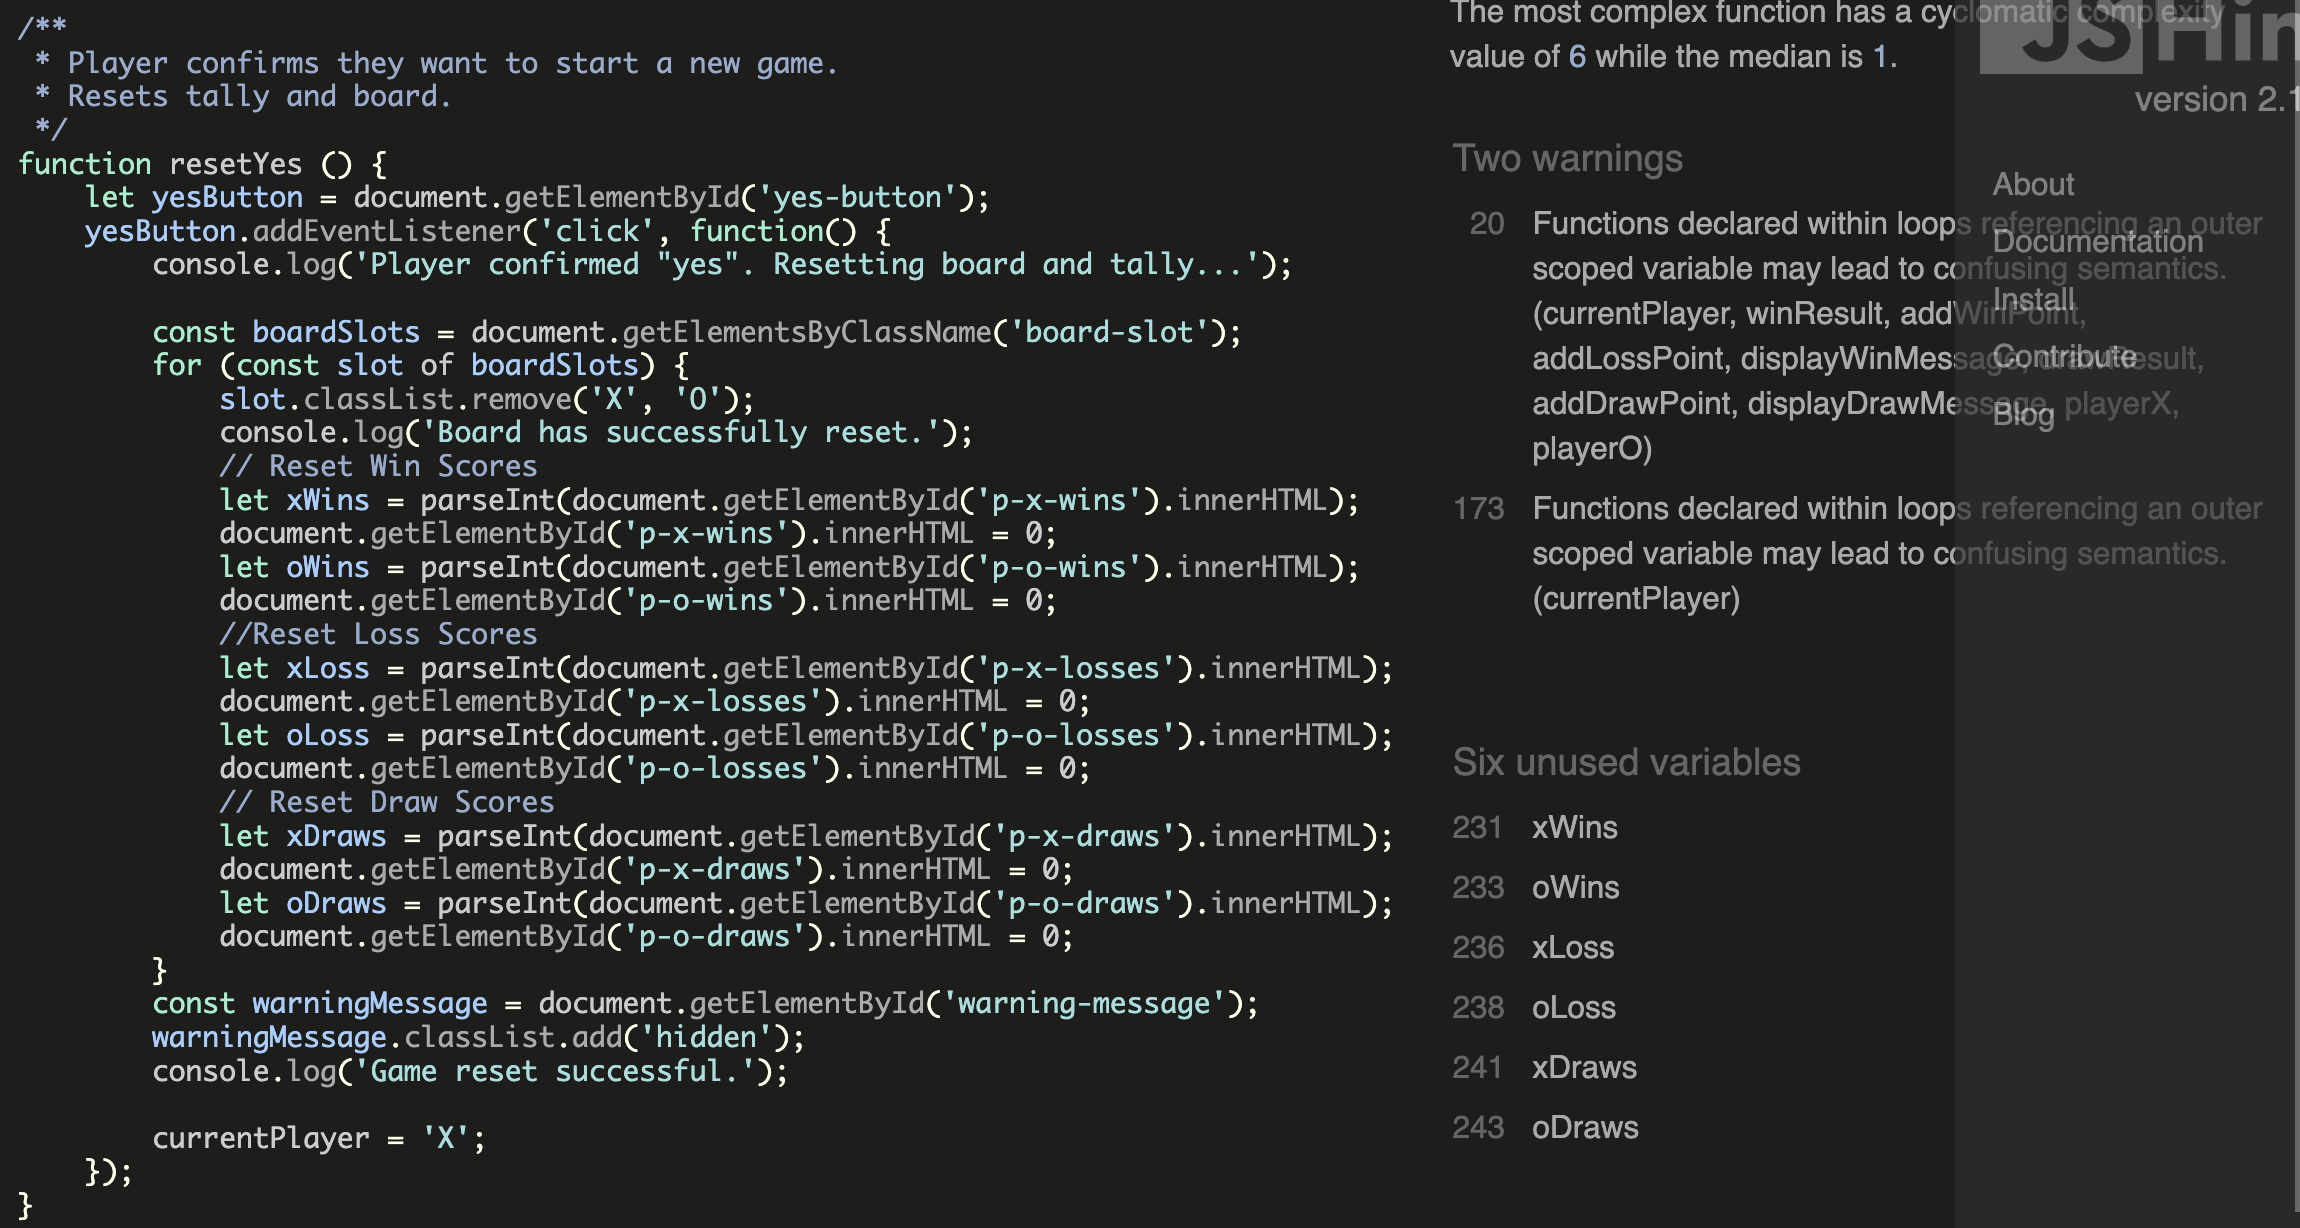 /**
 * Player confirms they want to start a new game.
 * Resets tally and board.
 */
function resetYes () {
    let yesButton = document.getElementById('yes-button');
    yesButton.addEventListener('click', function() {
        console.log('Player confirmed "yes". Resetting board and tally...');

        const boardSlots = document.getElementsByClassName('board-slot');
        for (const slot of boardSlots) {
            slot.classList.remove('X', 'O');
            console.log('Board has successfully reset.');
            // Reset Win Scores
            let xWins = parseInt(document.getElementById('p-x-wins').innerHTML);
            document.getElementById('p-x-wins').innerHTML = 0;
            let oWins = parseInt(document.getElementById('p-o-wins').innerHTML);
            document.getElementById('p-o-wins').innerHTML = 0;
            //Reset Loss Scores
            let xLoss = parseInt(document.getElementById('p-x-losses').innerHTML);
            document.getElementById('p-x-losses').innerHTML = 0;
            let oLoss = parseInt(document.getElementById('p-o-losses').innerHTML);
            document.getElementById('p-o-losses').innerHTML = 0;
            // Reset Draw Scores
            let xDraws = parseInt(document.getElementById('p-x-draws').innerHTML);
            document.getElementById('p-x-draws').innerHTML = 0;
            let oDraws = parseInt(document.getElementById('p-o-draws').innerHTML);
            document.getElementById('p-o-draws').innerHTML = 0;
        }
        const warningMessage = document.getElementById('warning-message');
        warningMessage.classList.add('hidden');
        console.log('Game reset successful.');

        currentPlayer = 'X';
    });
}
The most complex function has a cyclomatic complexity
value of 6 while the median is 1.
Two warnings
20 Functions declared within loops referencing an outer
scoped variable may lead to confusing semantics.
(currentPlayer, winResult, addWinPoint,
addLossPoint, displayWinMessage, drawResult,
addDrawPoint, displayDrawMessage, playerX,
playerO)
173 Functions declared within loops referencing an outer
scoped variable may lead to confusing semantics.
(currentPlayer)
Six unused variables
231 xWins
233 oWins
236 xLoss
238 oLoss
241 xDraws
243 oDraws
JSHin
version 2.1
About
Documentation
Install
Contribute
Blog